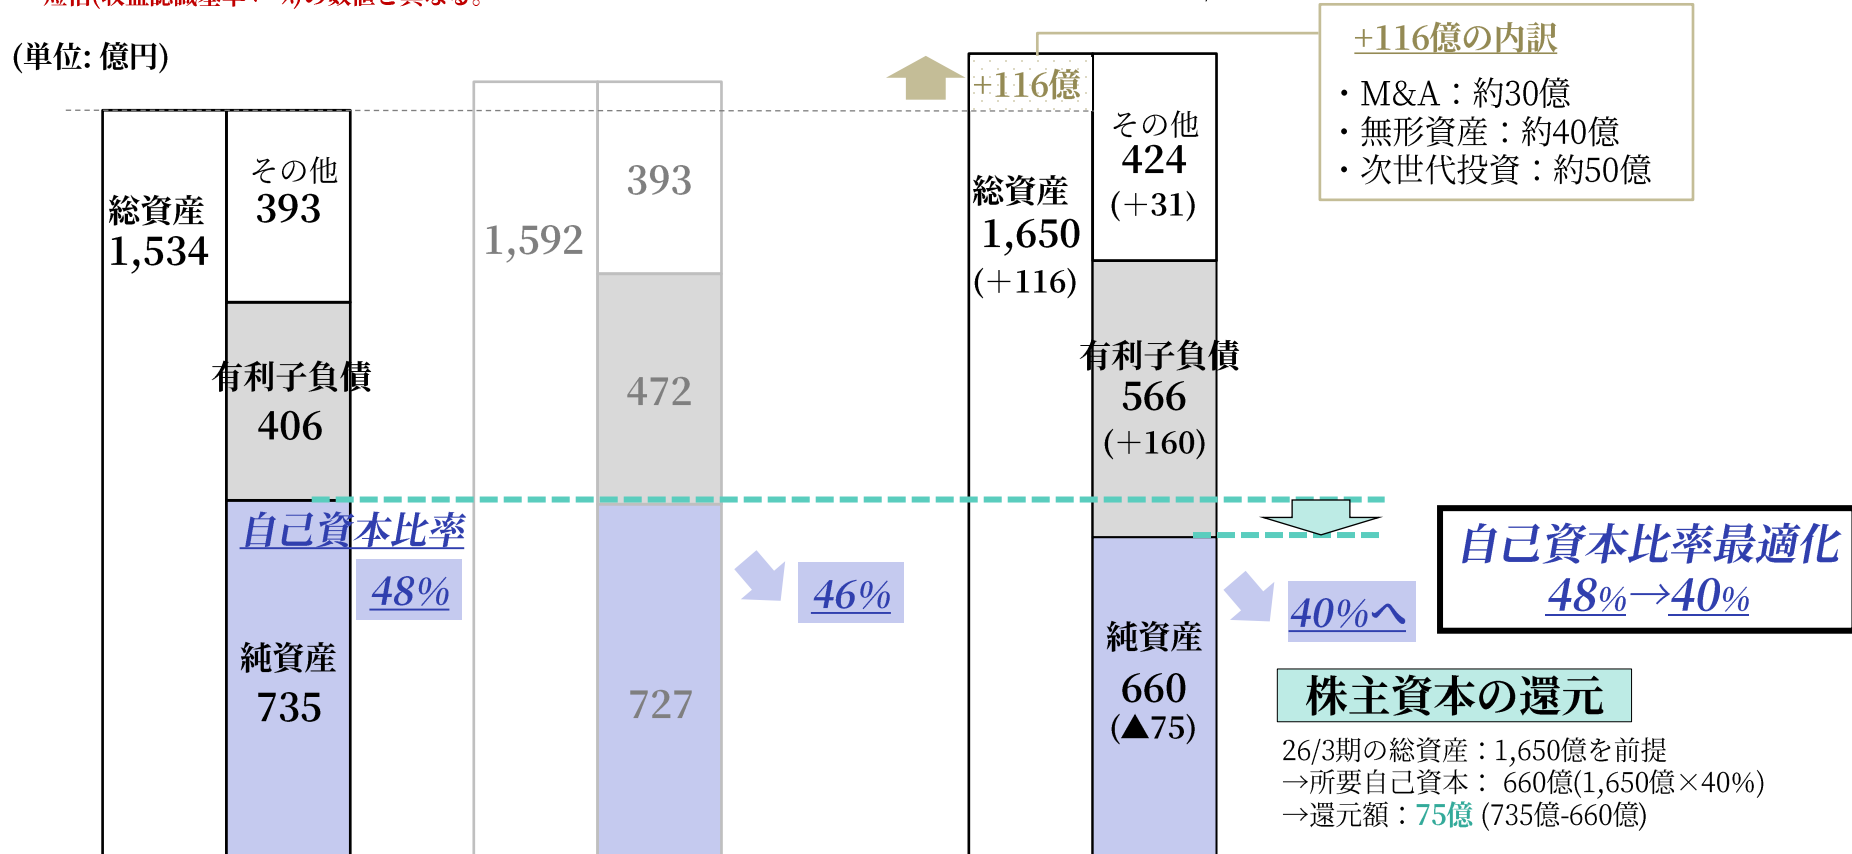 (単位: 億円)
総資産
1,534
その他
393
有利子負債
406
自己資本比率
48%
純資産
735
1,592
393
472
727
46%
+116億
総資産
1,650
(+116)
その他
424
(+31)
有利子負債
566
(+160)
純資産
660
(▲75)
40%へ
+116億の内訳
・M&A：約30億
・無形資産：約40億
・次世代投資：約50億
自己資本比率最適化
48%→40%
株主資本の還元
26/3期の総資産：1,650億を前提
→所要自己資本： 660億(1,650億×40%)
→還元額：75億 (735億-660億)